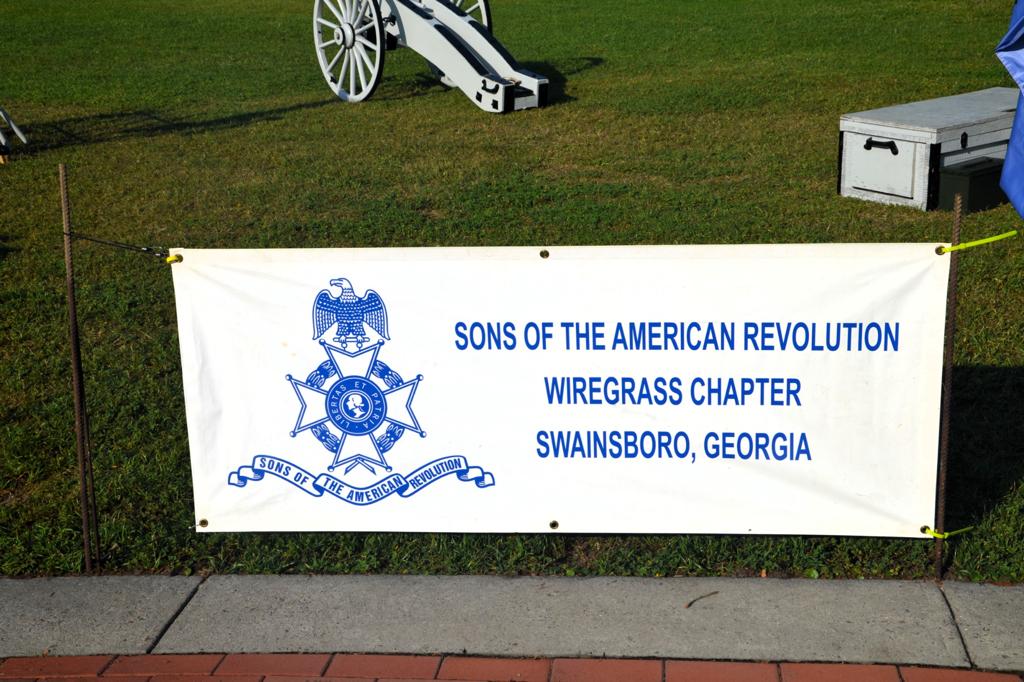 LIBERTAS ET PATRIA
SONS OF THE AMERICAN REVOLUTION
SONS OF THE AMERICAN REVOLUTION
WIREGRASS CHAPTER
SWAINSBORO, GEORGIA